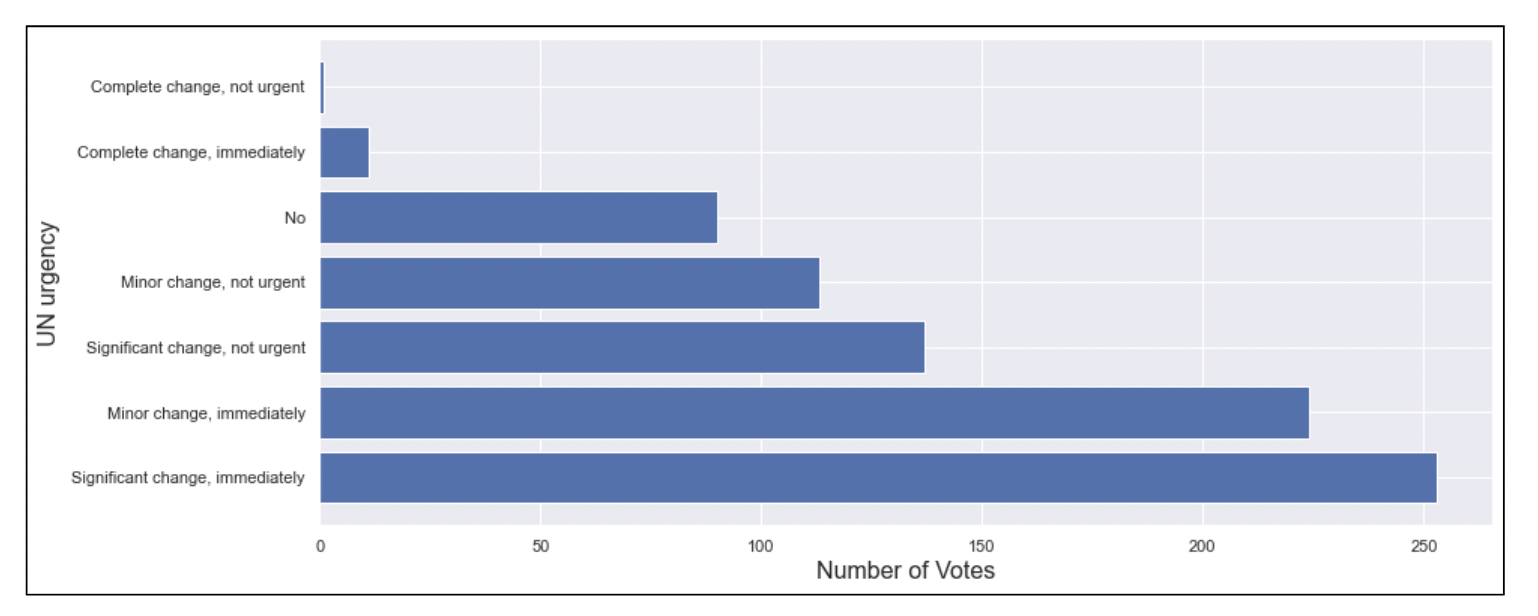 Complete change, not urgent
Complete change, immediately
No
Minor change, not urgent
Significant change, not urgent
Minor change, immediately
Significant change, immediately
UN urgency
0 50 100 150 200 250
Number of Votes